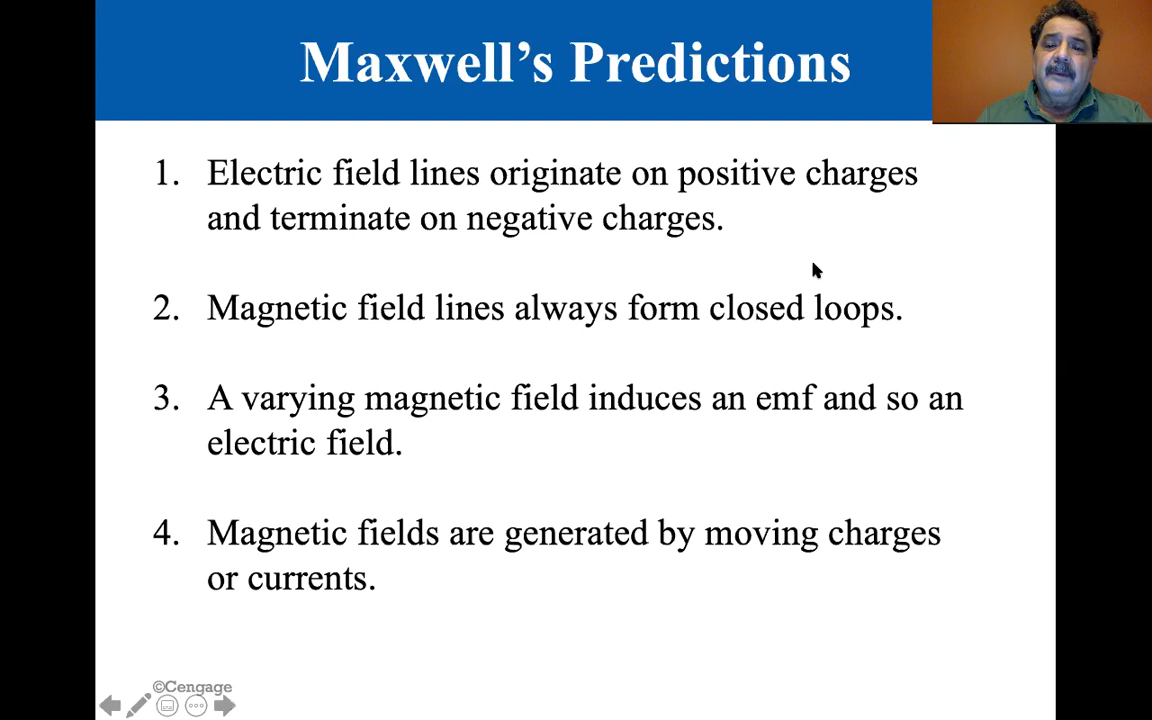 Maxwell’s Predictions
1. Electric field lines originate on positive charges
and terminate on negative charges.
2. Magnetic field lines always form closed loops.
3. A varying magnetic field induces an emf and so an
electric field.
4. Magnetic fields are generated by moving charges
or currents.
©Cengage